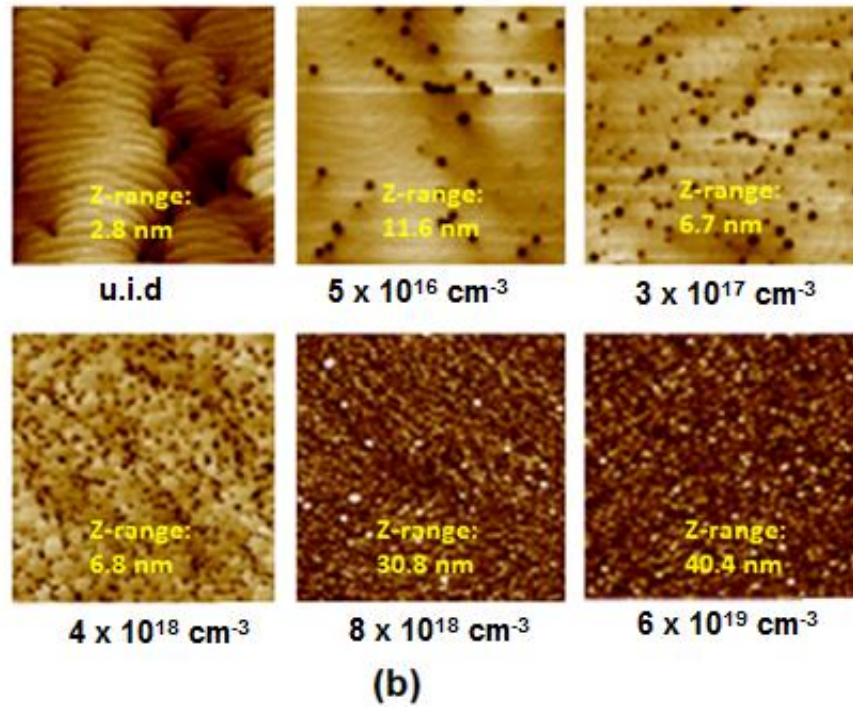 Z-range:
2.8 nm
Z-range:
11.6 nm
Z-range:
6.7 nm
u.i.d
5 x 10¹⁶ cm⁻³
3 x 10¹⁷ cm⁻³
Z-range:
6.8 nm
Z-range:
30.8 nm
Z-range:
40.4 nm
4 x 10¹⁸ cm⁻³
8 x 10¹⁸ cm⁻³
6 x 10¹⁹ cm⁻³
(b)